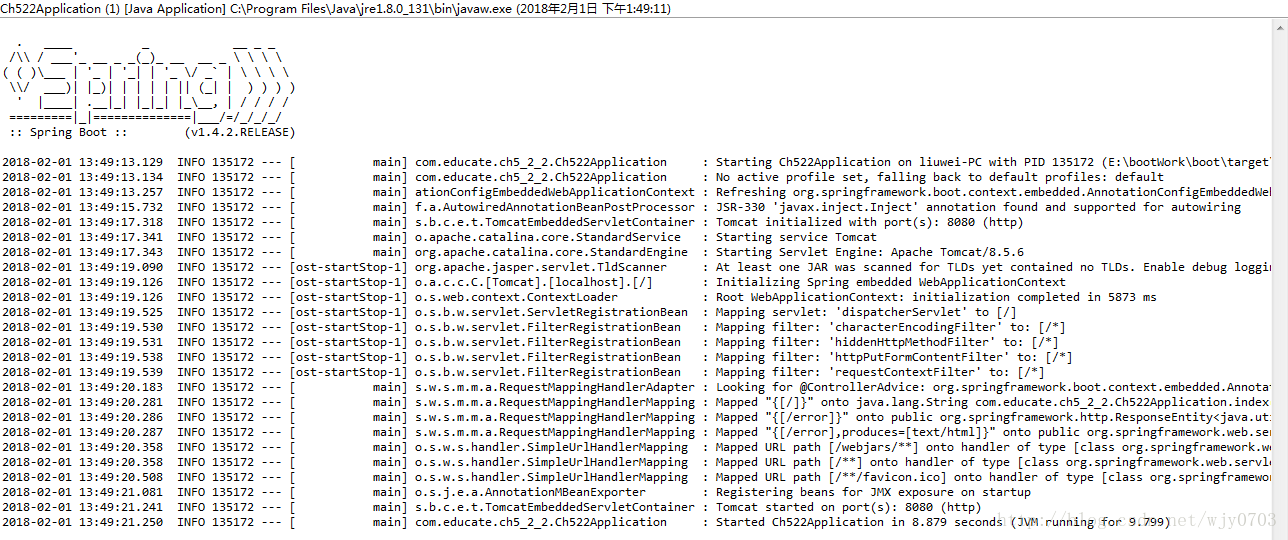 Ch522Application (1) [Java Application] C:\Program Files\Java\jre1.8.0_131\bin\javaw.exe (2018年2月1日 下午1:49:11)
  .   ____          _            __ _ _
 /\\ / ___'_ __ _ _(_)_ __  __ _ \ \ \ \
( ( )\___ | '_ | '_| | '_ \/ _` | \ \ \ \
 \\/  ___)| |_)| | | | | || (_| |  ) ) ) )
  '  |____| .__|_| |_|_| |_\__, | / / / /
 =========|_|==============|___/=/_/_/_/
 :: Spring Boot ::        (v1.4.2.RELEASE)
2018-02-01 13:49:13.129  INFO 135172 --- [           main] com.educate.ch5_2_2.Ch522Application     : Starting Ch522Application on liuwei-PC with PID 135172 (E:\bootWork\boot\target\
2018-02-01 13:49:13.134  INFO 135172 --- [           main] com.educate.ch5_2_2.Ch522Application     : No active profile set, falling back to default profiles: default
2018-02-01 13:49:13.257  INFO 135172 --- [           main] ationConfigEmbeddedWebApplicationContext : Refreshing org.springframework.boot.context.embedded.AnnotationConfigEmbeddedWeb
2018-02-01 13:49:15.732  INFO 135172 --- [           main] f.a.AutowiredAnnotationBeanPostProcessor : JSR-330 'javax.inject.Inject' annotation found and supported for autowiring
2018-02-01 13:49:17.318  INFO 135172 --- [           main] s.b.c.e.t.TomcatEmbeddedServletContainer : Tomcat initialized with port(s): 8080 (http)
2018-02-01 13:49:17.341  INFO 135172 --- [           main] o.apache.catalina.core.StandardService   : Starting service Tomcat
2018-02-01 13:49:17.343  INFO 135172 --- [           main] org.apache.catalina.core.StandardEngine  : Starting Servlet Engine: Apache Tomcat/8.5.6
2018-02-01 13:49:19.090  INFO 135172 --- [ost-startStop-1] org.apache.jasper.servlet.TldScanner     : At least one JAR was scanned for TLDs yet contained no TLDs. Enable debug loggin
2018-02-01 13:49:19.126  INFO 135172 --- [ost-startStop-1] o.a.c.c.C.[Tomcat].[localhost].[/]       : Initializing Spring embedded WebApplicationContext
2018-02-01 13:49:19.126  INFO 135172 --- [ost-startStop-1] o.s.web.context.ContextLoader            : Root WebApplicationContext: initialization completed in 5873 ms
2018-02-01 13:49:19.525  INFO 135172 --- [ost-startStop-1] o.s.b.w.servlet.ServletRegistrationBean  : Mapping servlet: 'dispatcherServlet' to [/]
2018-02-01 13:49:19.530  INFO 135172 --- [ost-startStop-1] o.s.b.w.servlet.FilterRegistrationBean   : Mapping filter: 'characterEncodingFilter' to: [/*]
2018-02-01 13:49:19.531  INFO 135172 --- [ost-startStop-1] o.s.b.w.servlet.FilterRegistrationBean   : Mapping filter: 'hiddenHttpMethodFilter' to: [/*]
2018-02-01 13:49:19.538  INFO 135172 --- [ost-startStop-1] o.s.b.w.servlet.FilterRegistrationBean   : Mapping filter: 'httpPutFormContentFilter' to: [/*]
2018-02-01 13:49:19.539  INFO 135172 --- [ost-startStop-1] o.s.b.w.servlet.FilterRegistrationBean   : Mapping filter: 'requestContextFilter' to: [/*]
2018-02-01 13:49:20.183  INFO 135172 --- [           main] s.w.s.m.m.a.RequestMappingHandlerAdapter : Looking for @ControllerAdvice: org.springframework.boot.context.embedded.Annotat
2018-02-01 13:49:20.281  INFO 135172 --- [           main] s.w.s.m.m.a.RequestMappingHandlerMapping : Mapped "{[/]}" onto java.lang.String com.educate.ch5_2_2.Ch522Application.index
2018-02-01 13:49:20.286  INFO 135172 --- [           main] s.w.s.m.m.a.RequestMappingHandlerMapping : Mapped "{[/error]}" onto public org.springframework.http.ResponseEntity<java.uti
2018-02-01 13:49:20.287  INFO 135172 --- [           main] s.w.s.m.m.a.RequestMappingHandlerMapping : Mapped "{[/error],produces=[text/html]}" onto public org.springframework.web.ser
2018-02-01 13:49:20.358  INFO 135172 --- [           main] o.s.w.s.handler.SimpleUrlHandlerMapping  : Mapped URL path [/webjars/**] onto handler of type [class org.springframework.w
2018-02-01 13:49:20.358  INFO 135172 --- [           main] o.s.w.s.handler.SimpleUrlHandlerMapping  : Mapped URL path [/**] onto handler of type [class org.springframework.web.servle
2018-02-01 13:49:20.508  INFO 135172 --- [           main] o.s.w.s.handler.SimpleUrlHandlerMapping  : Mapped URL path [/**/favicon.ico] onto handler of type [class org.springframewo
2018-02-01 13:49:21.081  INFO 135172 --- [           main] o.s.j.e.a.AnnotationMBeanExporter        : Registering beans for JMX exposure on startup
2018-02-01 13:49:21.241  INFO 135172 --- [           main] s.b.c.e.t.TomcatEmbeddedServletContainer : Tomcat started on port(s): 8080 (http)
2018-02-01 13:49:21.250  INFO 135172 --- [           main] com.educate.ch5_2_2.Ch522Application     : Started Ch522Application in 8.879 seconds (JVM running for 9.799)
http://blog.csdn.net/wjy0703